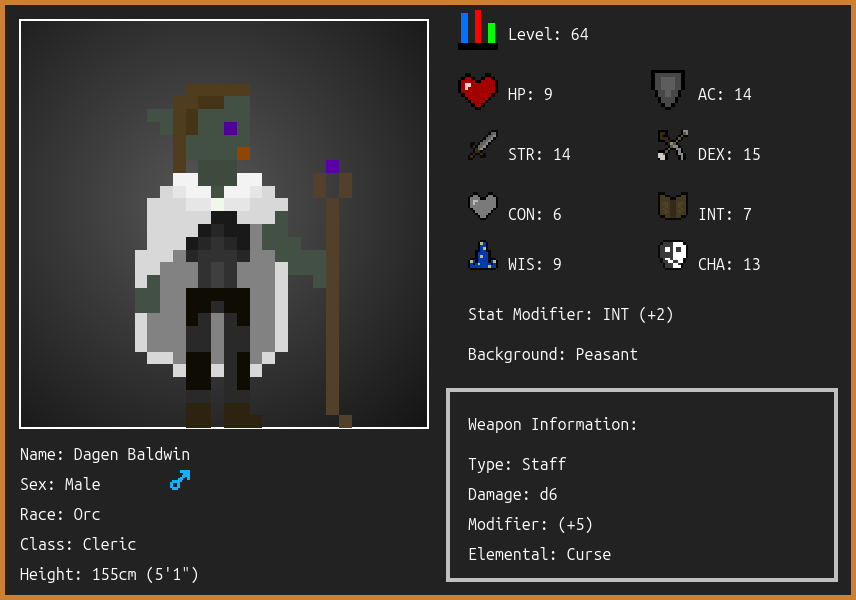 Level: 64
HP: 9
AC: 14
STR: 14
DEX: 15
CON: 6
INT: 7
WIS: 9
CHA: 13
Stat Modifier: INT (+2)
Background: Peasant
Weapon Information:
Type: Staff
Damage: d6
Modifier: (+5)
Elemental: Curse
Name: Dagen Baldwin
Sex: Male
Race: Orc
Class: Cleric
Height: 155cm (5'1")